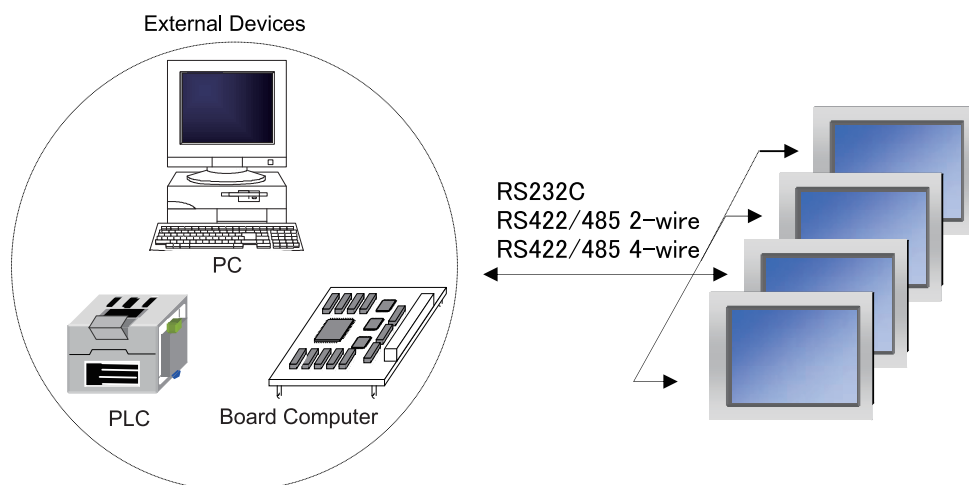 External Devices
PC
PLC
Board Computer
RS232C
RS422/485 2-wire
RS422/485 4-wire